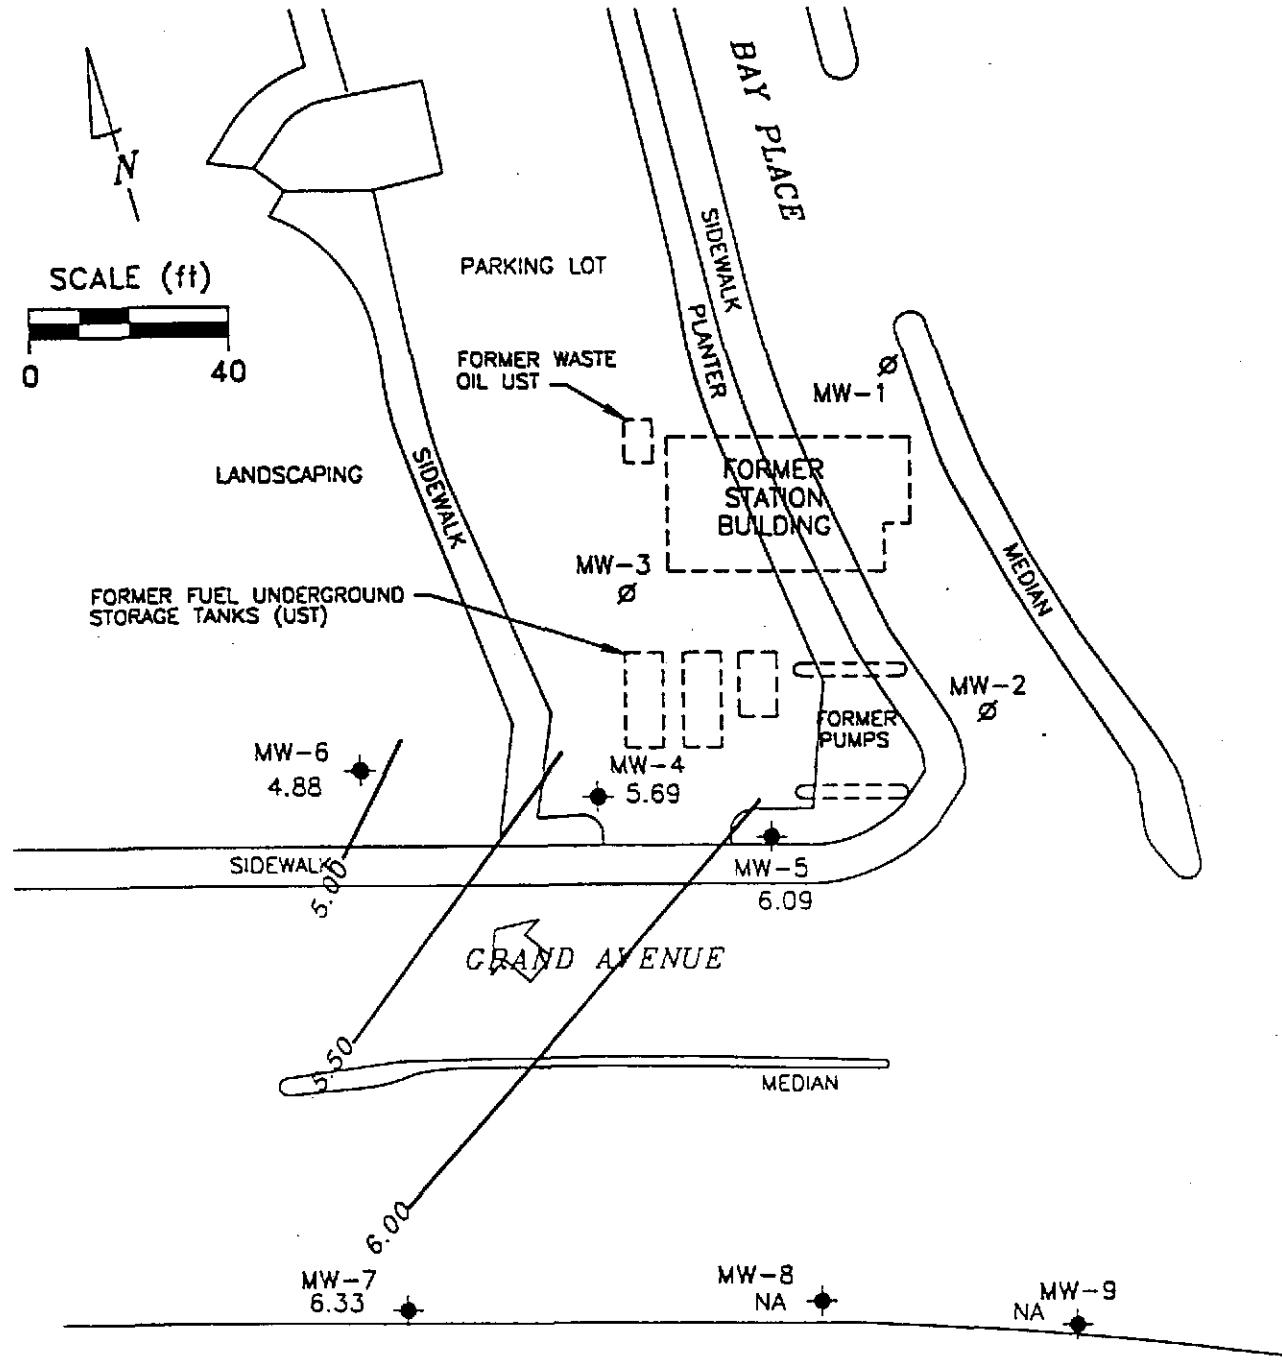 BAY PLACE
N
SCALE (ft)
0 40
PARKING LOT
SIDEWALK
PLANTER
FORMER WASTE
OIL UST
MW-1
LANDSCAPING
SIDEWALK
FORMER
STATION
BUILDING
MEDIAN
MW-3
FORMER FUEL UNDERGROUND
STORAGE TANKS (UST)
MW-2
FORMER
PUMPS
MW-6
4.88
MW-4
5.69
SIDEWALK
5.00
MW-5
6.09
GRAND AVENUE
5.50
MEDIAN
6.00
MW-7
6.33
MW-8
NA
MW-9
NA